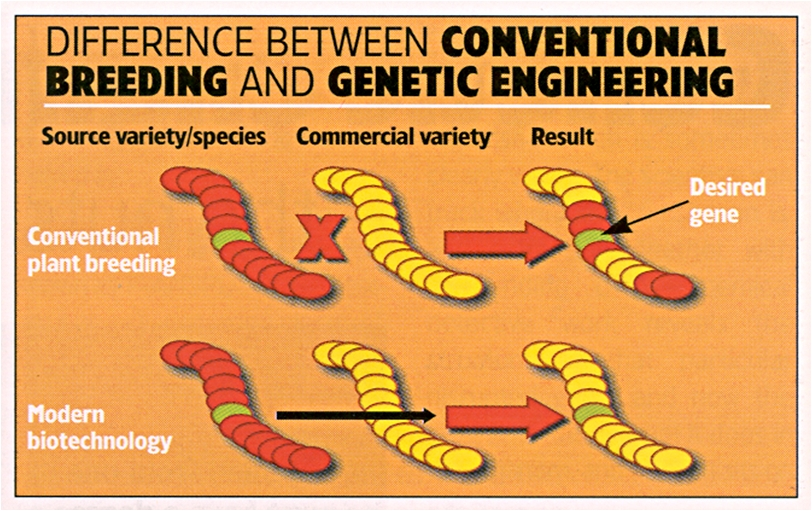 DIFFERENCE BETWEEN CONVENTIONAL
BREEDING AND GENETIC ENGINEERING
Source variety/species
Commercial variety
Result
Desired
gene
Conventional
plant breeding
X
Modern
biotechnology